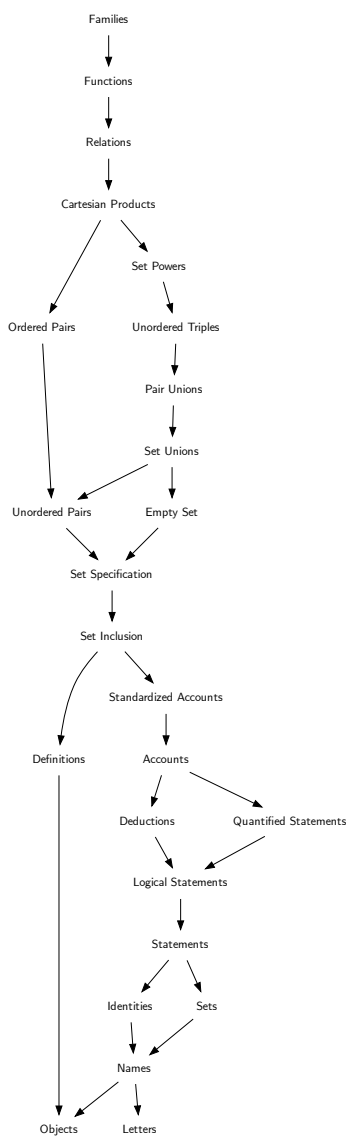 Families
Functions
Relations
Cartesian Products
Set Powers
Ordered Pairs
Unordered Triples
Pair Unions
Set Unions
Unordered Pairs
Empty Set
Set Specification
Set Inclusion
Standardized Accounts
Definitions
Accounts
Deductions
Quantified Statements
Logical Statements
Statements
Identities
Sets
Names
Objects
Letters